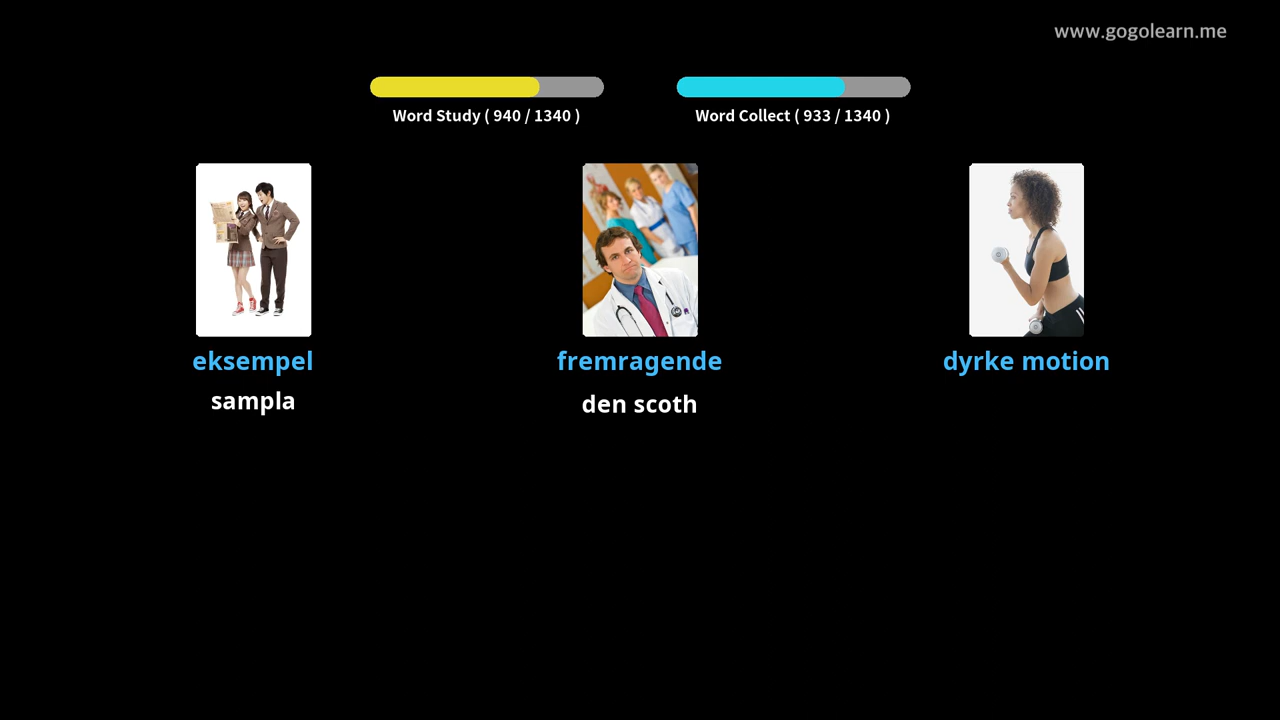 www.gogolearn.me
Word Study ( 940 / 1340 )
Word Collect ( 933 / 1340 )
eksempel
fremragende
dyrke motion
sampla
den scoth